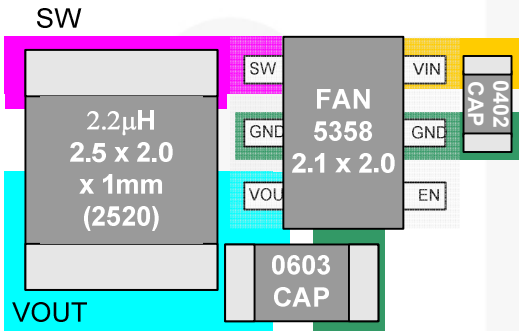 SW
SW
VIN
FAN
5358
2.1 x 2.0
GND
GND
VOU
EN
2.2μH
2.5 x 2.0
x 1mm
(2520)
0402
CAP
0603
CAP
VOUT